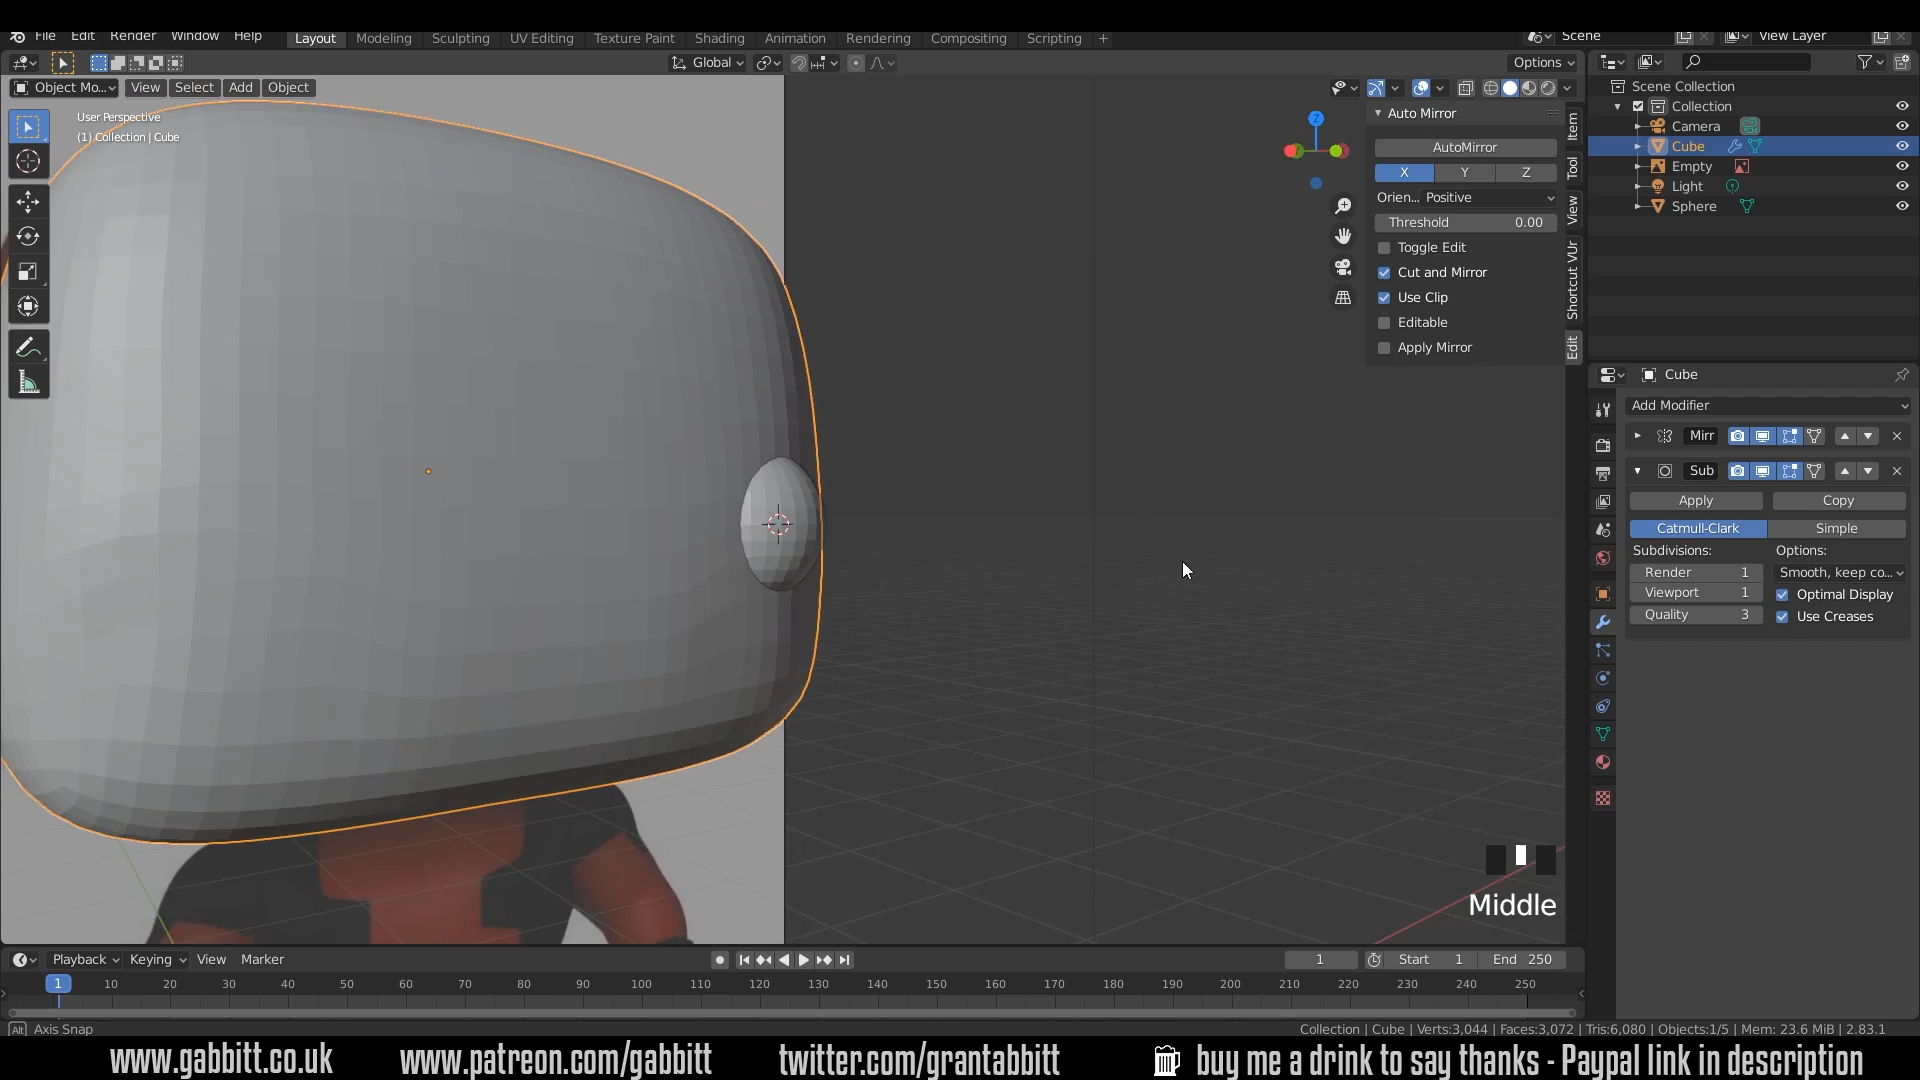 File Edit Render Window Help Layout Modeling Sculpting UV Editing Texture Paint Shading Animation Rendering Compositing Scripting + Scene View Layer
Global Options
Object Mo... View Select Add Object
User Perspective
(1) Collection | Cube
Z
Auto Mirror
AutoMirror
X Y Z
Orien... Positive
Threshold 0.00
Toggle Edit
Cut and Mirror
Use Clip
Editable
Apply Mirror
Item
Tool
View
Shortcut VUr
Edit
Scene Collection
Collection
Camera
Cube
Empty
Light
Sphere
Cube
Add Modifier
Mirr
Sub
Apply Copy
Catmull-Clark Simple
Subdivisions: Options:
Render 1 Smooth, keep co...
Viewport 1 Optimal Display
Quality 3 Use Creases
Middle
Playback Keying View Marker 1 Start 1 End 250
1 10 20 30 40 50 60 70 80 90 100 110 120 130 140 150 160 170 180 190 200 210 220 230 240 250
Alt Axis Snap Collection | Cube | Verts:3,044 | Faces:3,072 | Tris:6,080 | Objects:1/5 | Mem: 23.6 MiB | 2.83.1
www.gabbitt.co.uk www.patreon.com/gabbitt twitter.com/grantabbitt buy me a drink to say thanks - Paypal link in description